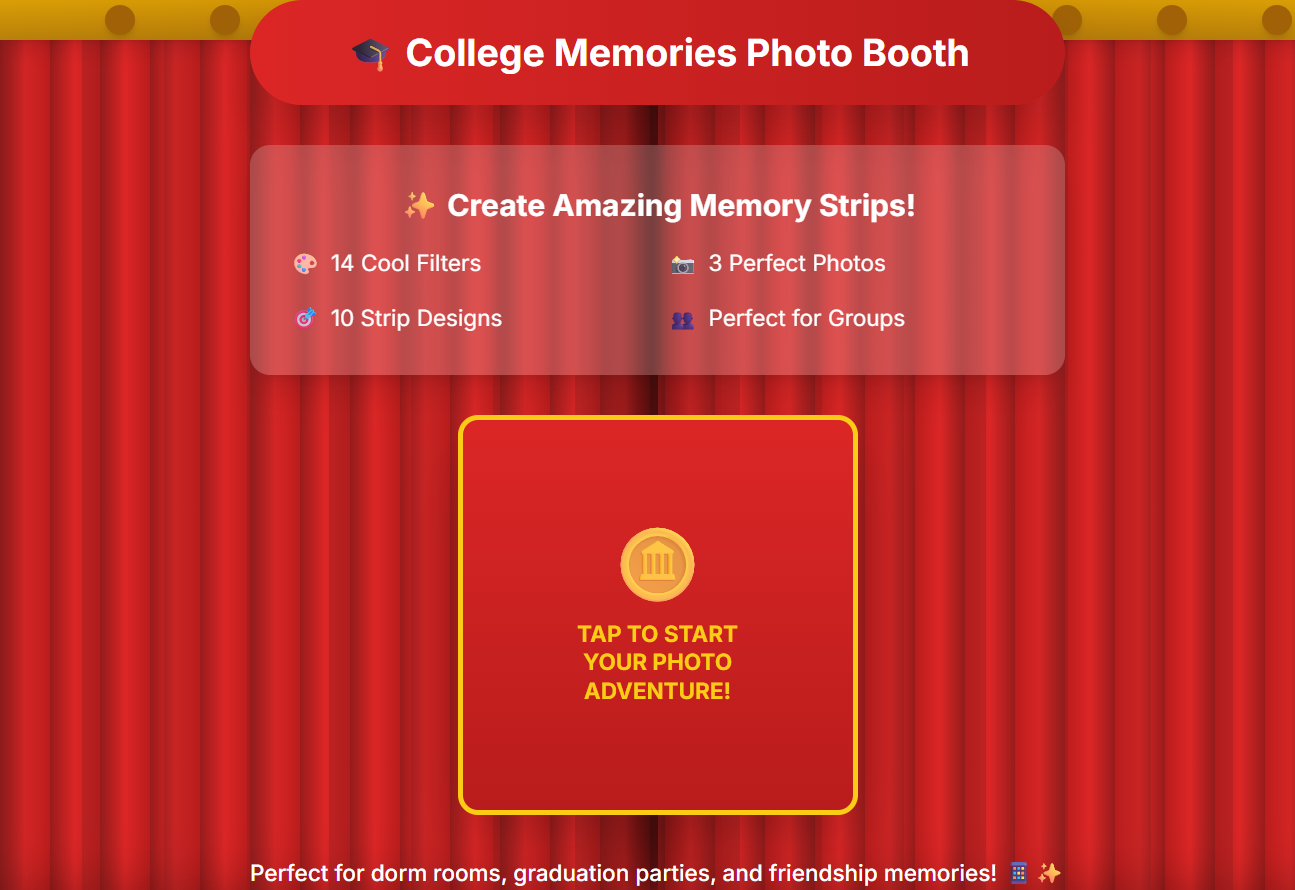 🎓 College Memories Photo Booth
✨ Create Amazing Memory Strips!
🎨 14 Cool Filters
📸 3 Perfect Photos
🎯 10 Strip Designs
👥 Perfect for Groups
TAP TO START
YOUR PHOTO
ADVENTURE!
Perfect for dorm rooms, graduation parties, and friendship memories! 🏢 ✨